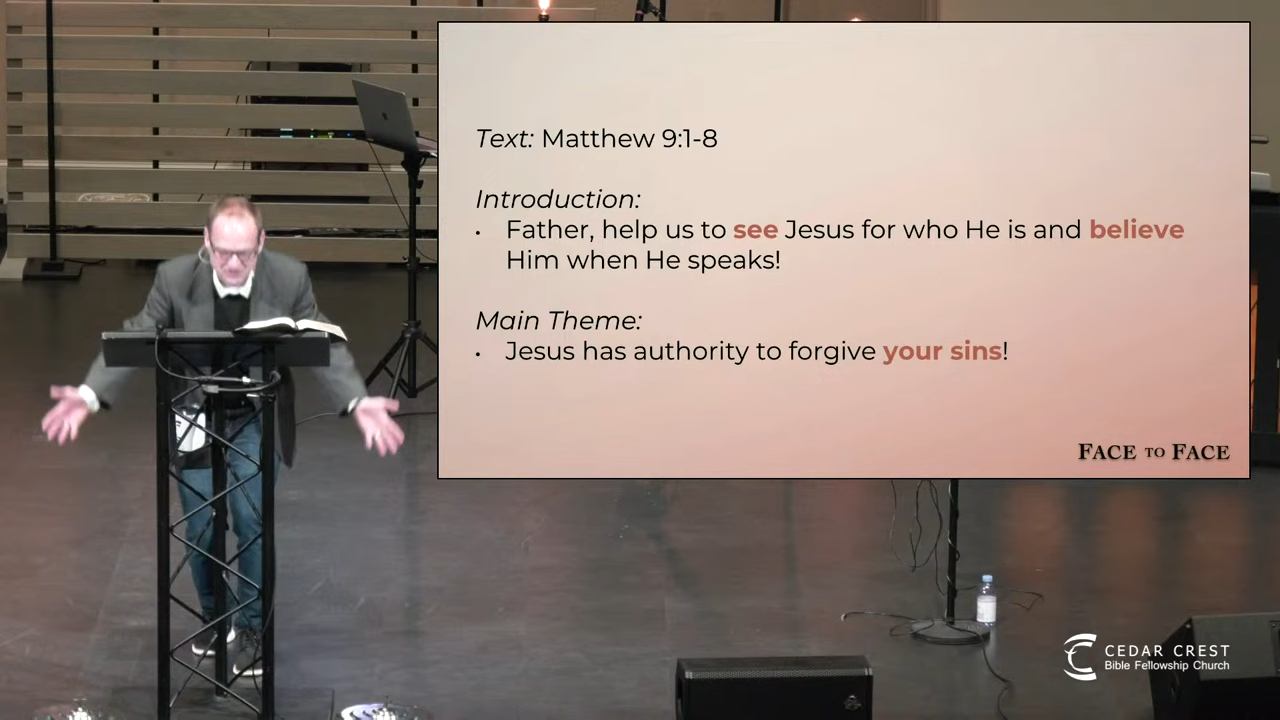 Text: Matthew 9:1-8
Introduction:
• Father, help us to see Jesus for who He is and believe
Him when He speaks!
Main Theme:
• Jesus has authority to forgive your sins!
FACE TO FACE
CEDAR CREST
Bible Fellowship Church